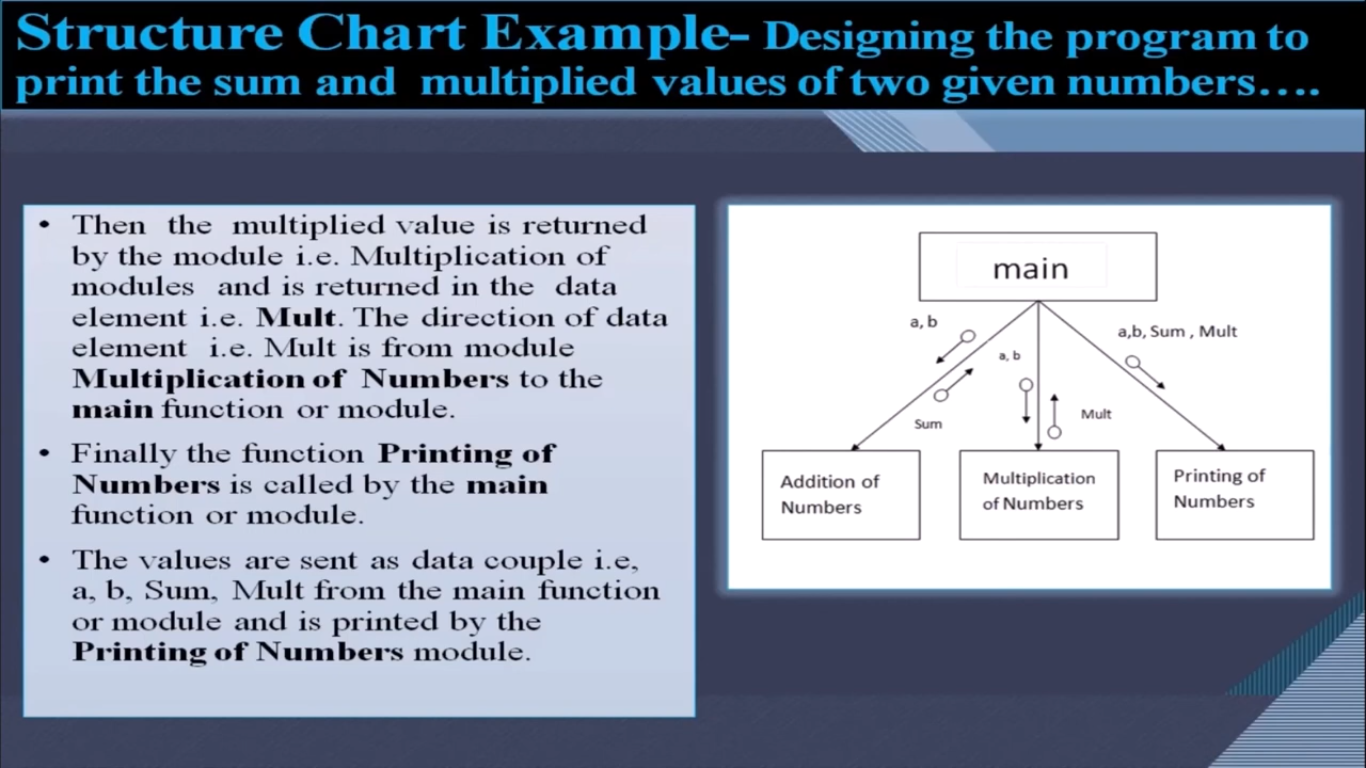 Structure Chart Example- Designing the program to
print the sum and multiplied values of two given numbers….
• Then the multiplied value is returned
by the module i.e. Multiplication of
modules and is returned in the data
element i.e. Mult. The direction of data
element i.e. Mult is from module
Multiplication of Numbers to the
main function or module.
• Finally the function Printing of
Numbers is called by the main
function or module.
• The values are sent as data couple i.e,
a, b, Sum, Mult from the main function
or module and is printed by the
Printing of Numbers module.
main
a, b
a,b, Sum , Mult
a, b
Sum
Mult
Addition of
Numbers
Multiplication
of Numbers
Printing of
Numbers